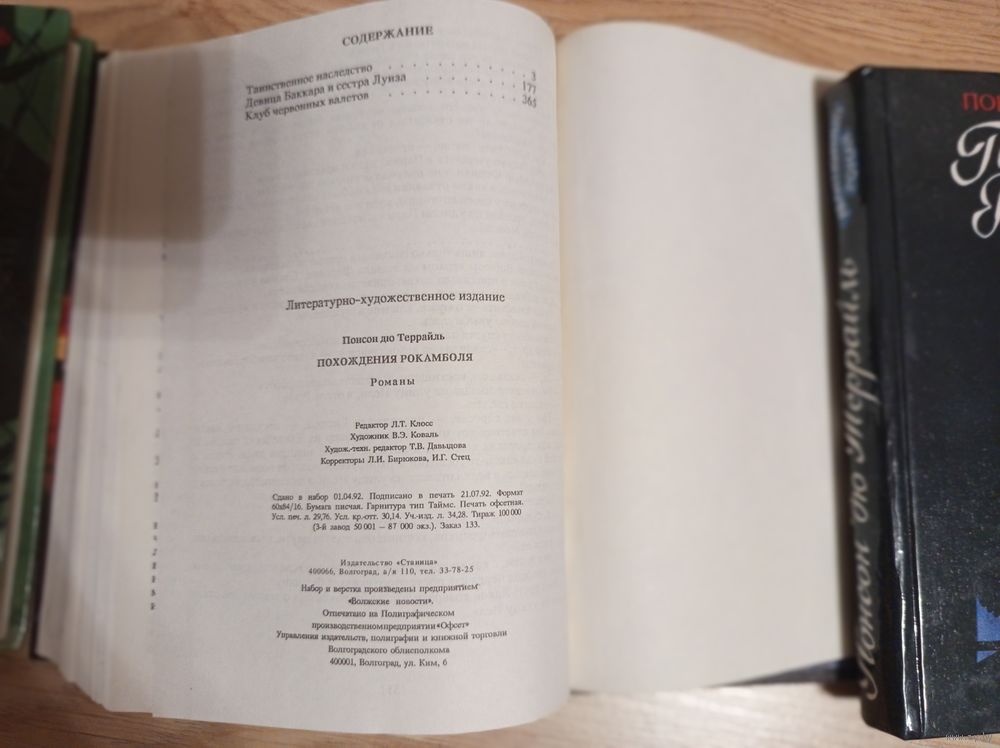 СОДЕРЖАНИЕ
Таинственное наследство . . . . . . . . . . . . 3
Девица Баккара и сестра Луиза . . . . . . . . . 177
Клуб червонных валетов . . . . . . . . . . . . 365
Литературно-художественное издание
Понсон дю Террайль
ПОХОЖДЕНИЯ РОКАМБОЛЯ
Романы
Редактор Л.Т. Клосс
Художник В.Э. Коваль
Худож.-техн. редактор Т.В. Давыдова
Корректоры Л.И. Бирюкова, И.Г. Стец
Сдано в набор 01.04.92. Подписано в печать 21.07.92. Формат
60х84/16. Бумага писчая. Гарнитура тип Таймс. Печать офсетная.
Усл. печ. л. 29,76. Усл. кр.-отт. 30,14. Уч.-изд. л. 34,28. Тираж 100 000
(3-й завод 50 001 — 87 000 экз.). Заказ 133.
Издательство «Станица»
400066, Волгоград, а/я 110, тел. 33-78-25
Набор и верстка произведены предприятием
«Волжские новости».
Отпечатано на Полиграфическом
производственном предприятии «Офсет»
Управления издательств, полиграфии и книжной торговли
Волгоградского облисполкома
400001, Волгоград, ул. Ким, 6
Понсон дю Террайль
ПОН